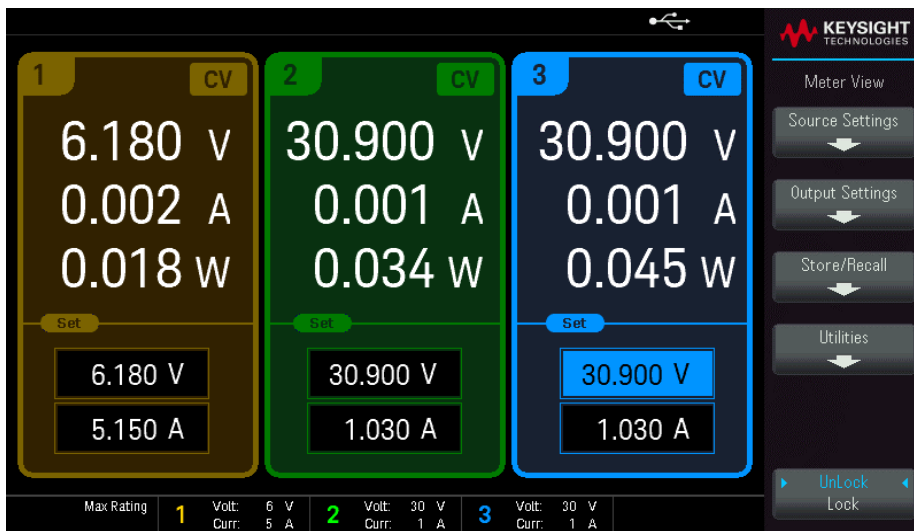 KEYSIGHT
TECHNOLOGIES
Meter View
Source Settings
Output Settings
Store/Recall
Utilities
UnLock
Lock
1 CV
6.180 V
0.002 A
0.018 W
Set
6.180 V
5.150 A
2 CV
30.900 V
0.001 A
0.034 W
Set
30.900 V
1.030 A
3 CV
30.900 V
0.001 A
0.045 W
Set
30.900 V
1.030 A
Max Rating
1 Volt: 6 V
Curr: 5 A
2 Volt: 30 V
Curr: 1 A
3 Volt: 30 V
Curr: 1 A